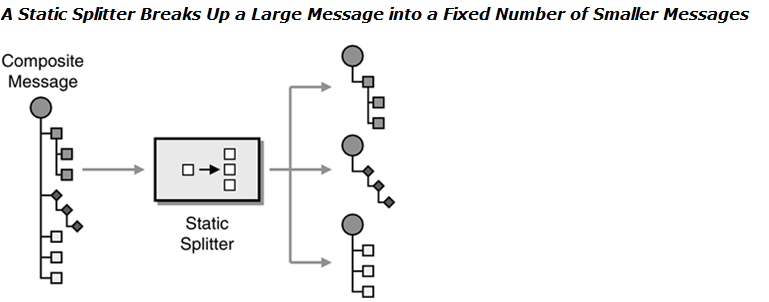 A Static Splitter Breaks Up a Large Message into a Fixed Number of Smaller Messages
Composite
Message
Static
Splitter